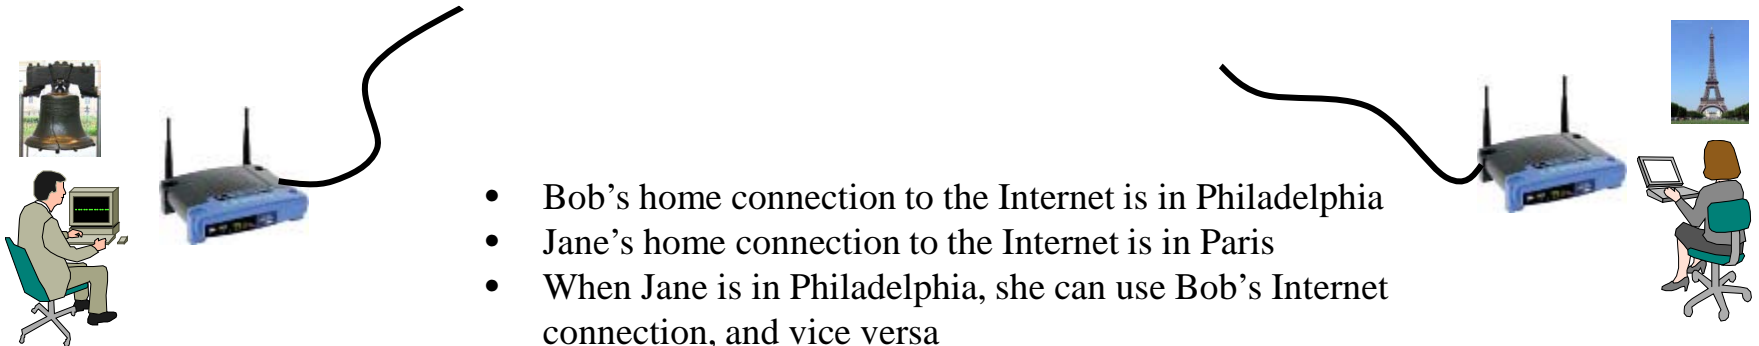 • Bob’s home connection to the Internet is in Philadelphia
• Jane’s home connection to the Internet is in Paris
• When Jane is in Philadelphia, she can use Bob’s Internet
connection, and vice versa